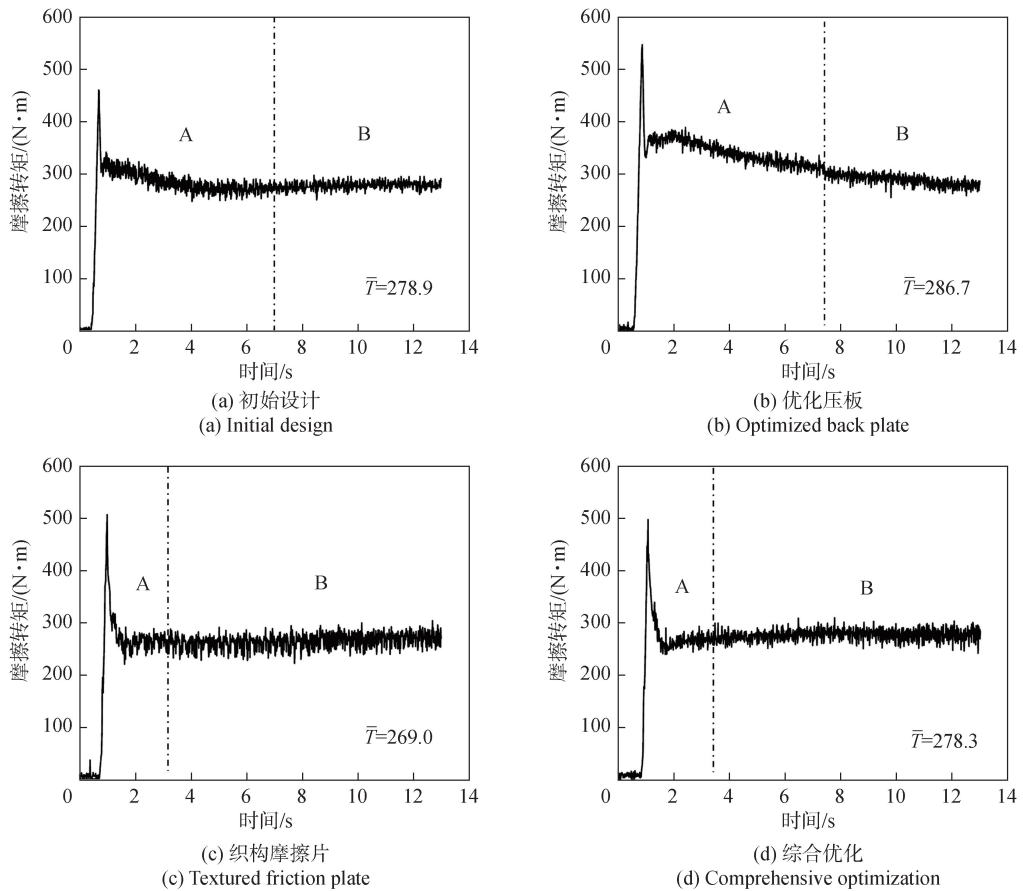 600
500
400
300
200
100
0
2
4
6
8
10
12
14
摩擦转矩/(N·m)
A
B
T̄=278.9
时间/s
(a) 初始设计
(a) Initial design
600
500
400
300
200
100
0
2
4
6
8
10
12
14
摩擦转矩/(N·m)
A
B
T̄=286.7
时间/s
(b) 优化压板
(b) Optimized back plate
600
500
400
300
200
100
0
2
4
6
8
10
12
14
摩擦转矩/(N·m)
A
B
T̄=269.0
时间/s
(c) 织构摩擦片
(c) Textured friction plate
600
500
400
300
200
100
0
2
4
6
8
10
12
14
摩擦转矩/(N·m)
A
B
T̄=278.3
时间/s
(d) 综合优化
(d) Comprehensive optimization